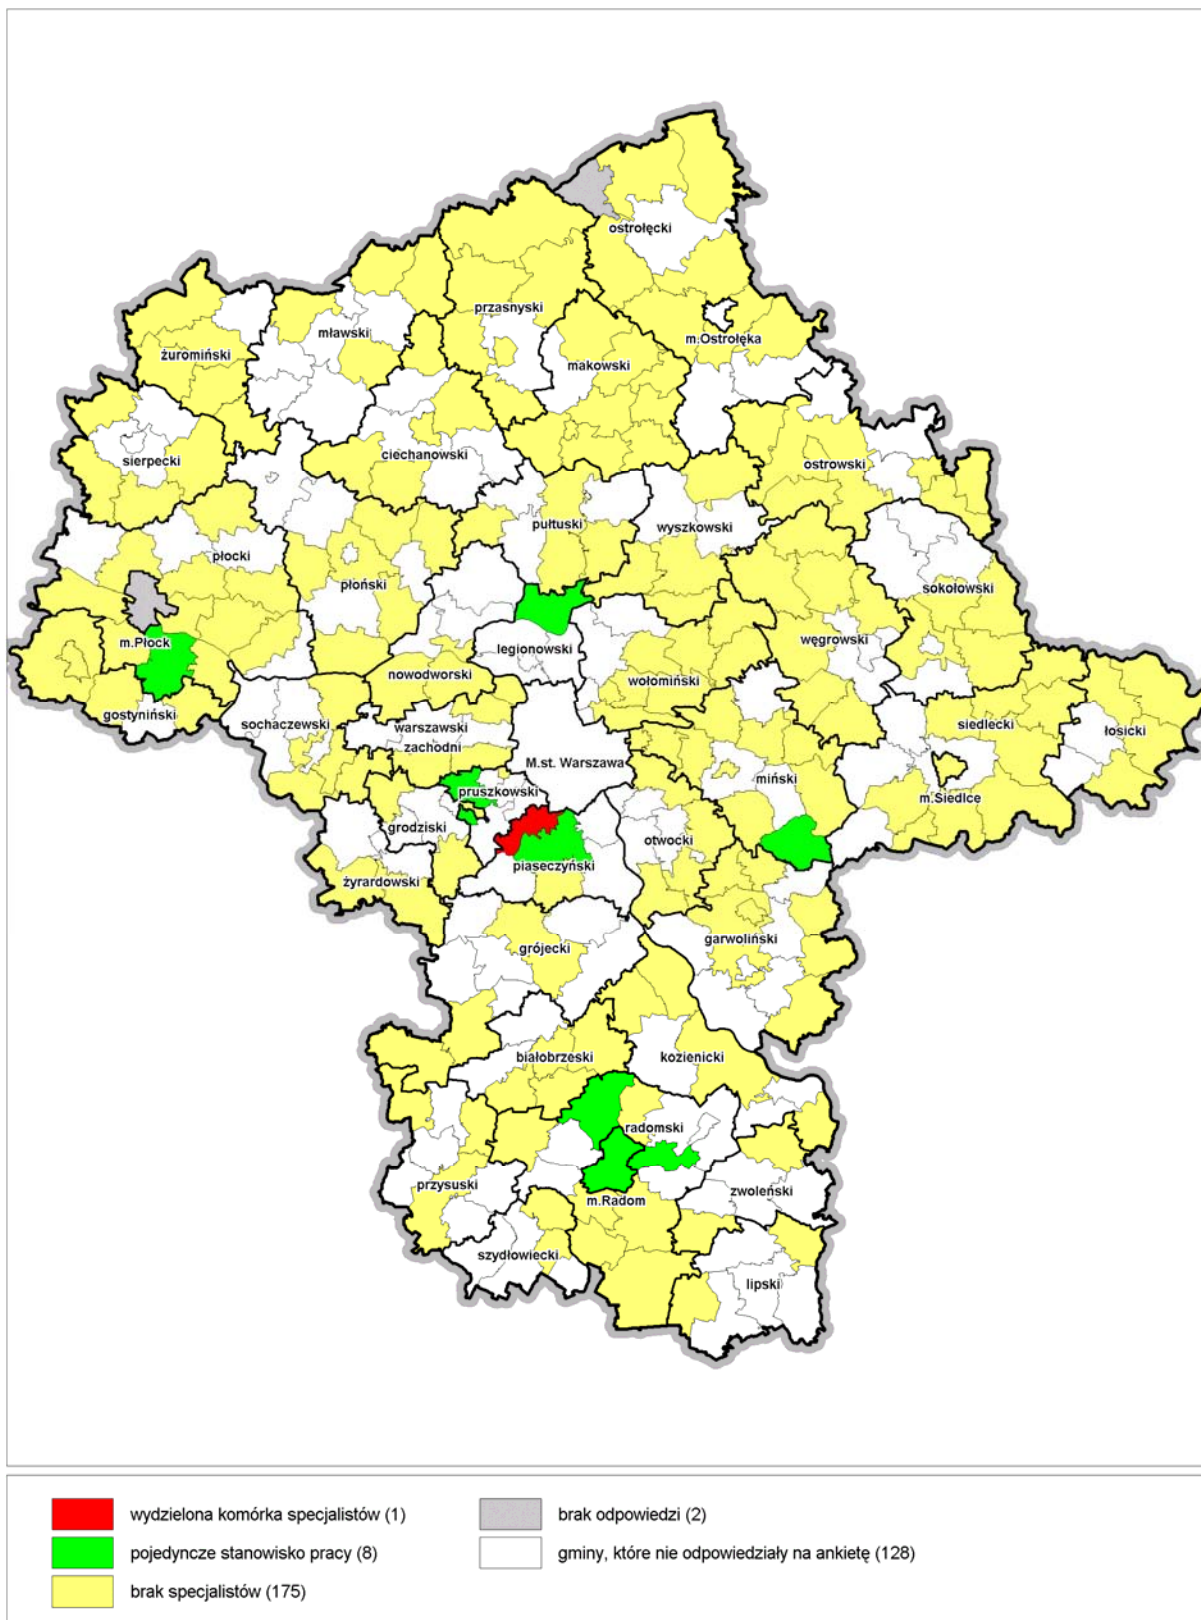 ostrołęcki
przasnyski
mławski
m.Ostrołęka
żuromiński
makowski
ciechanowski
sierpecki
ostrowski
pułtuski
wyszkowski
płocki
płoński
sokołowski
m.Płock
legionowski
węgrowski
nowodworski
wołomiński
gostyniński
sochaczewski
warszawski
zachodni
siedlecki
łosicki
M.st. Warszawa
miński
pruszkowski
m.Siedlce
grodziski
otwocki
piaseczyński
żyrardowski
garwoliński
grójecki
białobrzeski
kozienicki
radomski
przysuski
zwoleński
m.Radom
szydłowiecki
lipski
wydzielona komórka specjalistów (1)
pojedyncze stanowisko pracy (8)
brak specjalistów (175)
brak odpowiedzi (2)
gminy, które nie odpowiedziały na ankietę (128)